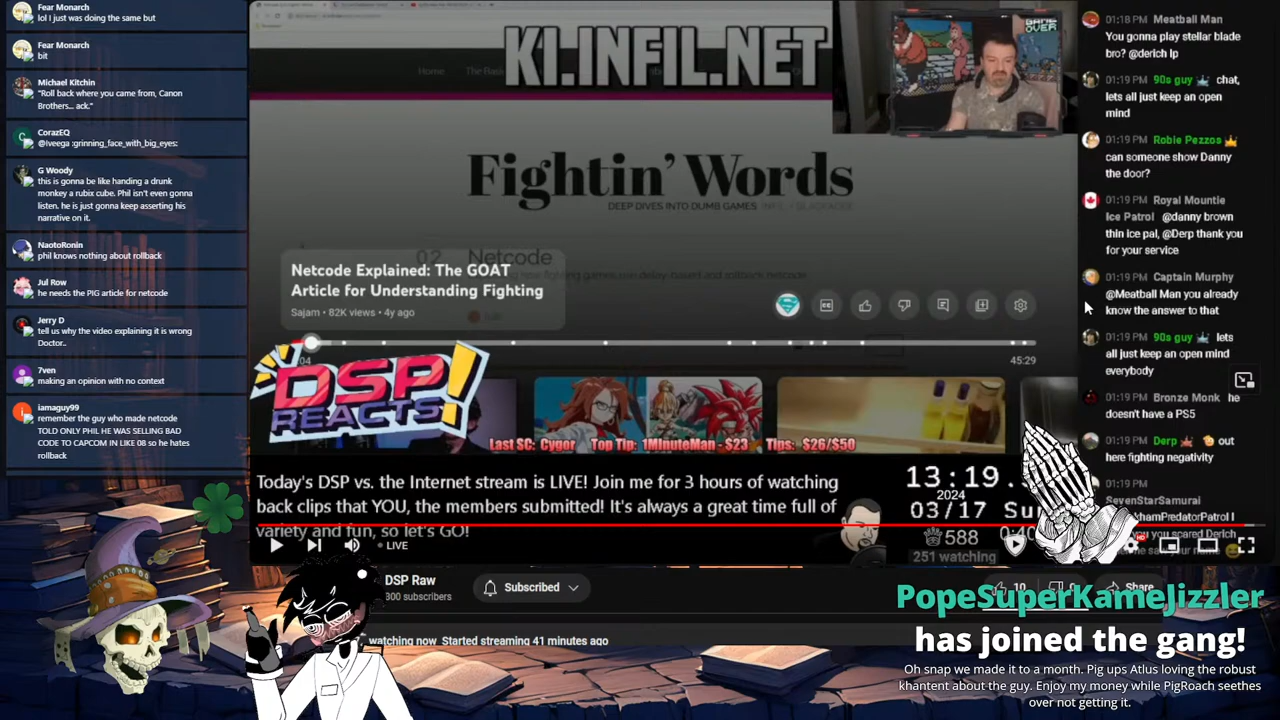 Fear Monarch
lol I just was doing the same but
Fear Monarch
bit
Michael Kitchin
"Roll back where you came from, Canon
Brothers... ack."
CorazEQ
@Iveega :grinning_face_with_big_eyes:
G Woody
this is gonna be like handing a drunk
monkey a rubix cube. Phil isn't even gonna
listen. he is just gonna keep asserting his
narrative on it.
NaotoRonin
phil knows nothing about rollback
Jul Row
he needs the PIG article for netcode
Jerry D
tell us why the video explaining it is wrong
Doctor..
7ven
making an opinion with no context
iamaguy99
remember the guy who made netcode
TOLD ONLY PHIL HE WAS SELLING BAD
CODE TO CAPCOM IN LIKE 08 so he hates
rollback
KI.INFIL.NET
Home
GAME
OVER
Fightin' Words
DEEP DIVES INTO DUMB GAMES
02 Netcode
Netcode Explained: The GOAT
Article for Understanding Fighting
Sajam • 82K views • 4y ago
45:29
DSP
REACTS!
Last SC: Cygor Top Tip: 1MinuteMan - $23 Tips: $26/$50
Today's DSP vs. the Internet stream is LIVE! Join me for 3 hours of watching
back clips that YOU, the members submitted! It's always a great time full of
variety and fun, so let's GO!
13:19
2024
03/17 Su
588
251 watching
LIVE
01:18 PM Meatball Man
You gonna play stellar blade
bro? @derich lp
01:19 PM 90s guy chat,
lets all just keep an open
mind
01:19 PM Robie Pezzos
can someone show Danny
the door?
01:19 PM Royal Mountie
Ice Patrol @danny brown
thin ice pal, @Derp thank you
for your service
01:19 PM Captain Murphy
@Meatball Man you already
know the answer to that
01:19 PM 90s guy lets
all just keep an open mind
everybody
01:19 PM Bronze Monk he
doesn't have a PS5
01:19 PM Derp out
here fighting negativity
01:19 PM
SevenStarSamurai
DSP Raw
300 subscribers
Subscribed
10
Share
watching now Started streaming 41 minutes ago
PopeSuperKameJizzler
has joined the gang!
Oh snap we made it to a month. Pig ups Atlus loving the robust
khantent about the guy. Enjoy my money while PigRoach seethes
over not getting it.